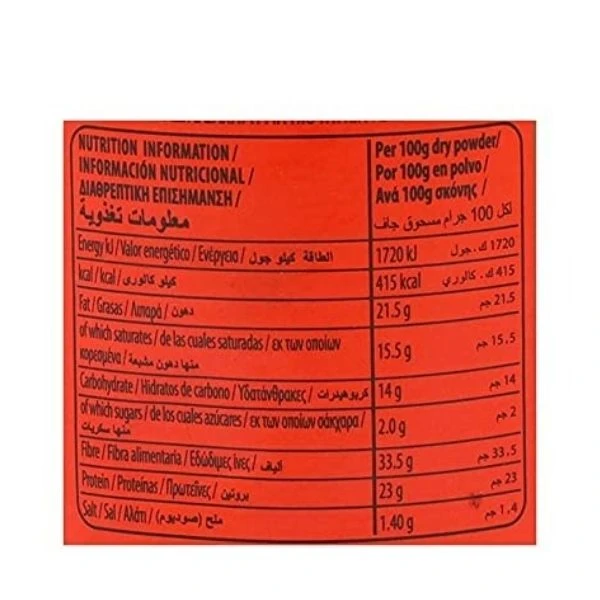 NUTRITION INFORMATION /
INFORMACIÓN NUTRICIONAL /
ΔΙΑΘΡΕΠΤΙΚΗ ΕΠΙΣΗΜΑΝΣΗ /
معلومات تغذوية
Per 100g dry powder/
Por 100g en polvo /
Ανά 100g σκόνης /
لكل 100 جرام مسحوق جاف
Energy kJ / Valor energético / Ενέργεια / الطاقة كيلو جول 1720 kJ 1720 ك. جول
kcal / kcal / كيلو كالوري 415 kcal 415 ك. كالوري
Fat / Grasas / Λιπαρά / دهون 21.5 g 21.5 جم
of which saturates / de las cuales saturadas / εκ των οποίων
κορεσμένα / منها دهون مشبعة 15.5 g 15.5 جم
Carbohydrate / Hidratos de carbono / Υδατάνθρακες / كربوهيدرات 14 g 14 جم
of which sugars / de los cuales azúcares / εκ των οποίων σάκχαρα /
منها سكريات 2.0 g 2 جم
Fibre / Fibra alimentaria / Εδώδιμες ίνες / ألياف 33.5 g 33.5 جم
Protein / Proteínas / Πρωτεΐνες / بروتين 23 g 23 جم
Salt / Sal / Αλάτι / ملح (صوديوم) 1.40 g 1,4 جم